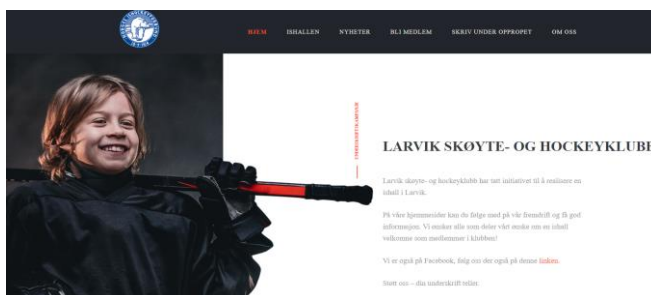 HJEM ISHALLEN NYHETER BLI MEDLEM SKRIV UNDER OPPROPET OM OSS
LARVIK SKØYTE- OG HOCKEYKLUBB
Larvik skøyte- og hockeyklubb har tatt initiativet til å realisere en
ishall i Larvik.
På våre hjemmesider kan du følge med på vår fremdrift og få god
informasjon. Vi ønsker alle som deler vårt ønske om en ishall
velkomne som medlemmer i klubben!
Vi er også på Facebook, følg oss der også på denne linken.
Støtt oss – din underskrift teller.